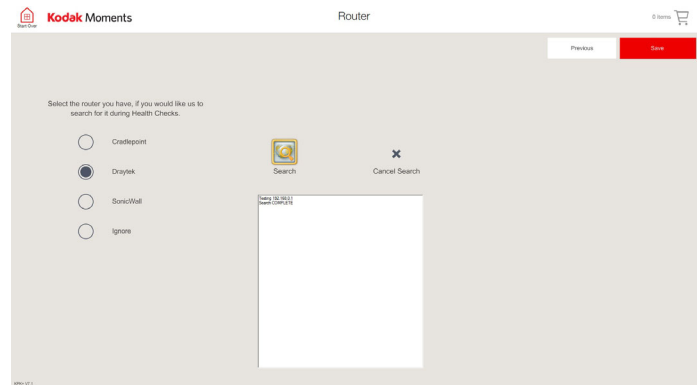 Kodak Moments
Router
0 items
Start Over
Previous
Save
Select the router you have, if you would like us to
search for it during Health Checks.
Cradlepoint
Draytek
SonicWall
Ignore
Search
Cancel Search
Testing 192.168.0.1
Search COMPLETE